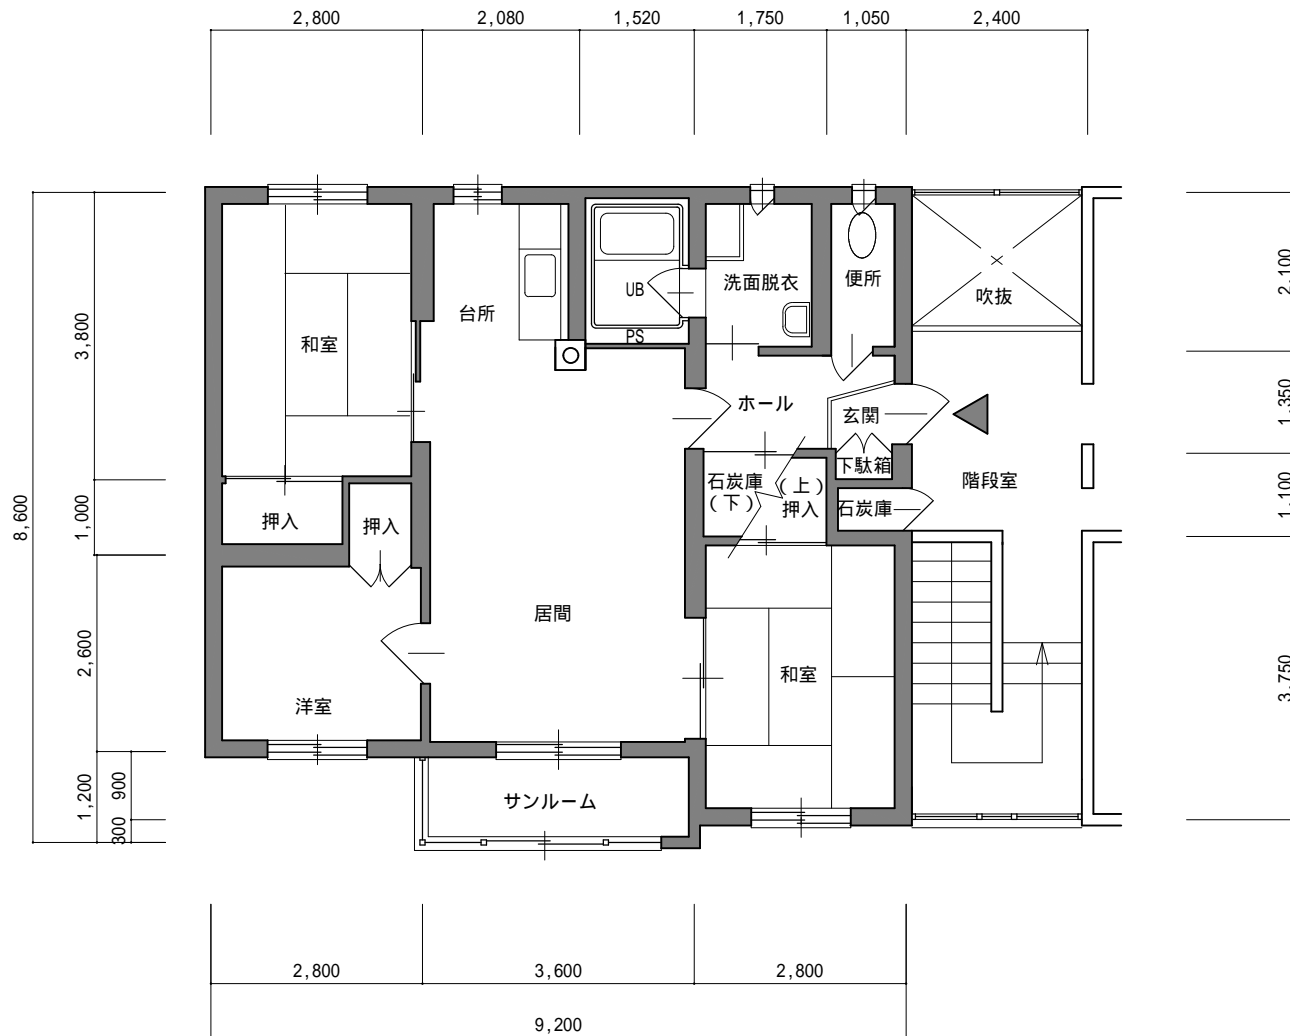 2,800
2,080
1,520
1,750
1,050
2,400
8,600
3,800
1,000
2,600
1,200
900
300
2,100
1,350
1,100
3,750
和室
台所
UB
PS
洗面脱衣
便所
吹抜
ホール
玄関
下駄箱
石炭庫
(下)
(上)
押入
石炭庫
階段室
押入
押入
居間
洋室
和室
サンルーム
2,800
3,600
2,800
9,200